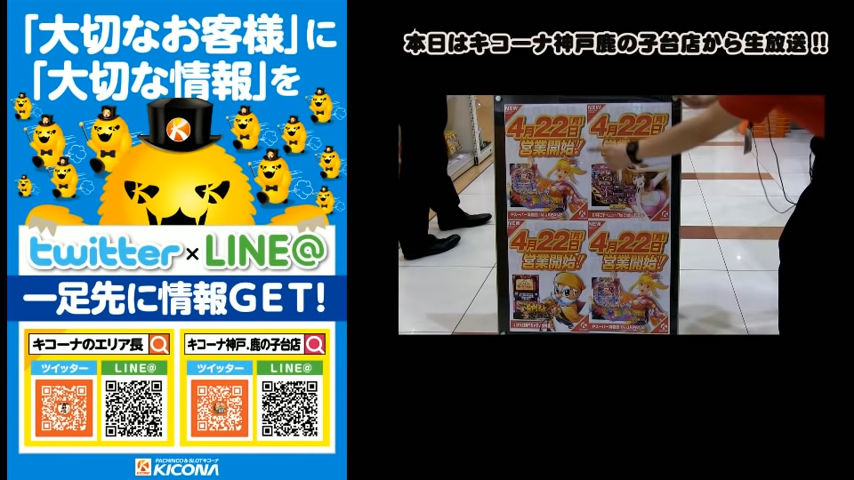 「大切なお客様」に
「大切な情報」を
K
twitter×LINE@
一足先に情報GET!
キコーナのエリア長
キコーナ神戸.鹿の子台店
ツイッター
LINE@
ツイッター
LINE@
PACHINCO&SLOTキコーナ
KICONA
本日はキコーナ神戸鹿の子台店から生放送!!
NEW
4月22日
営業開始!
NEW
4月22日
営業開始!
NEW
4月22日
営業開始!
NEW
4月22日
営業開始!